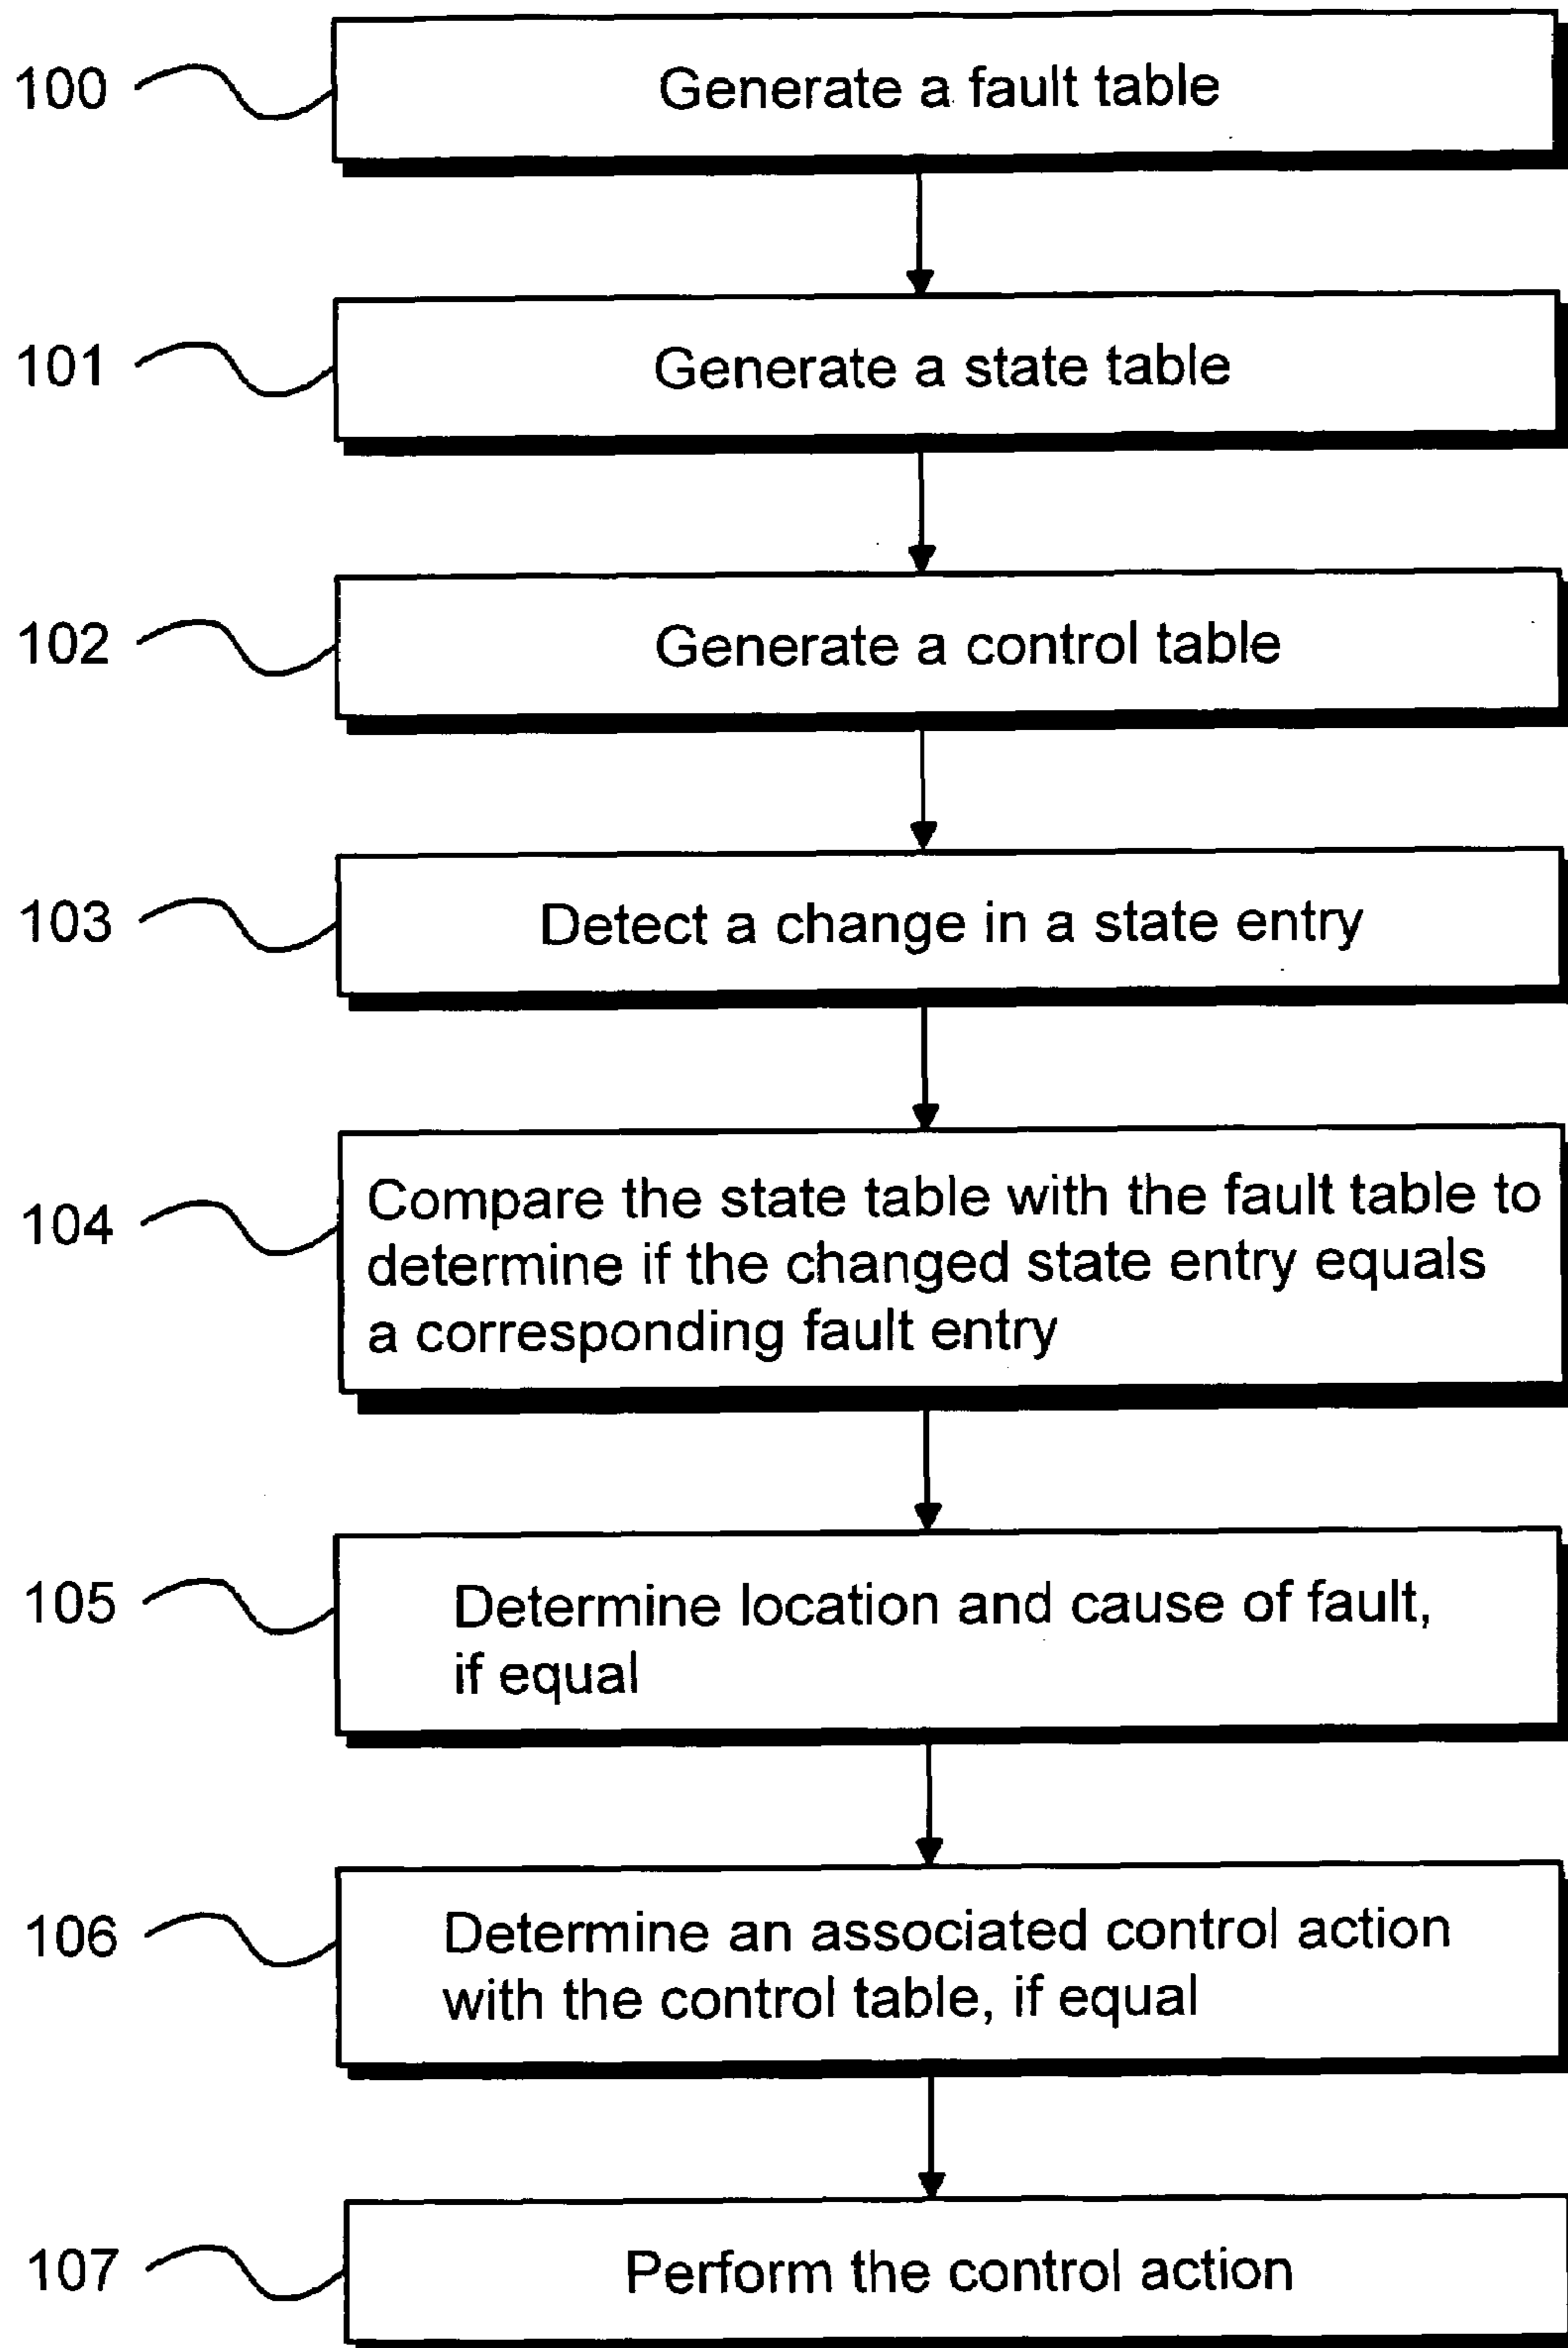 100
Generate a fault table
101
Generate a state table
102
Generate a control table
103
Detect a change in a state entry
104
Compare the state table with the fault table to
determine if the changed state entry equals
a corresponding fault entry
105
Determine location and cause of fault,
if equal
106
Determine an associated control action
with the control table, if equal
107
Perform the control action